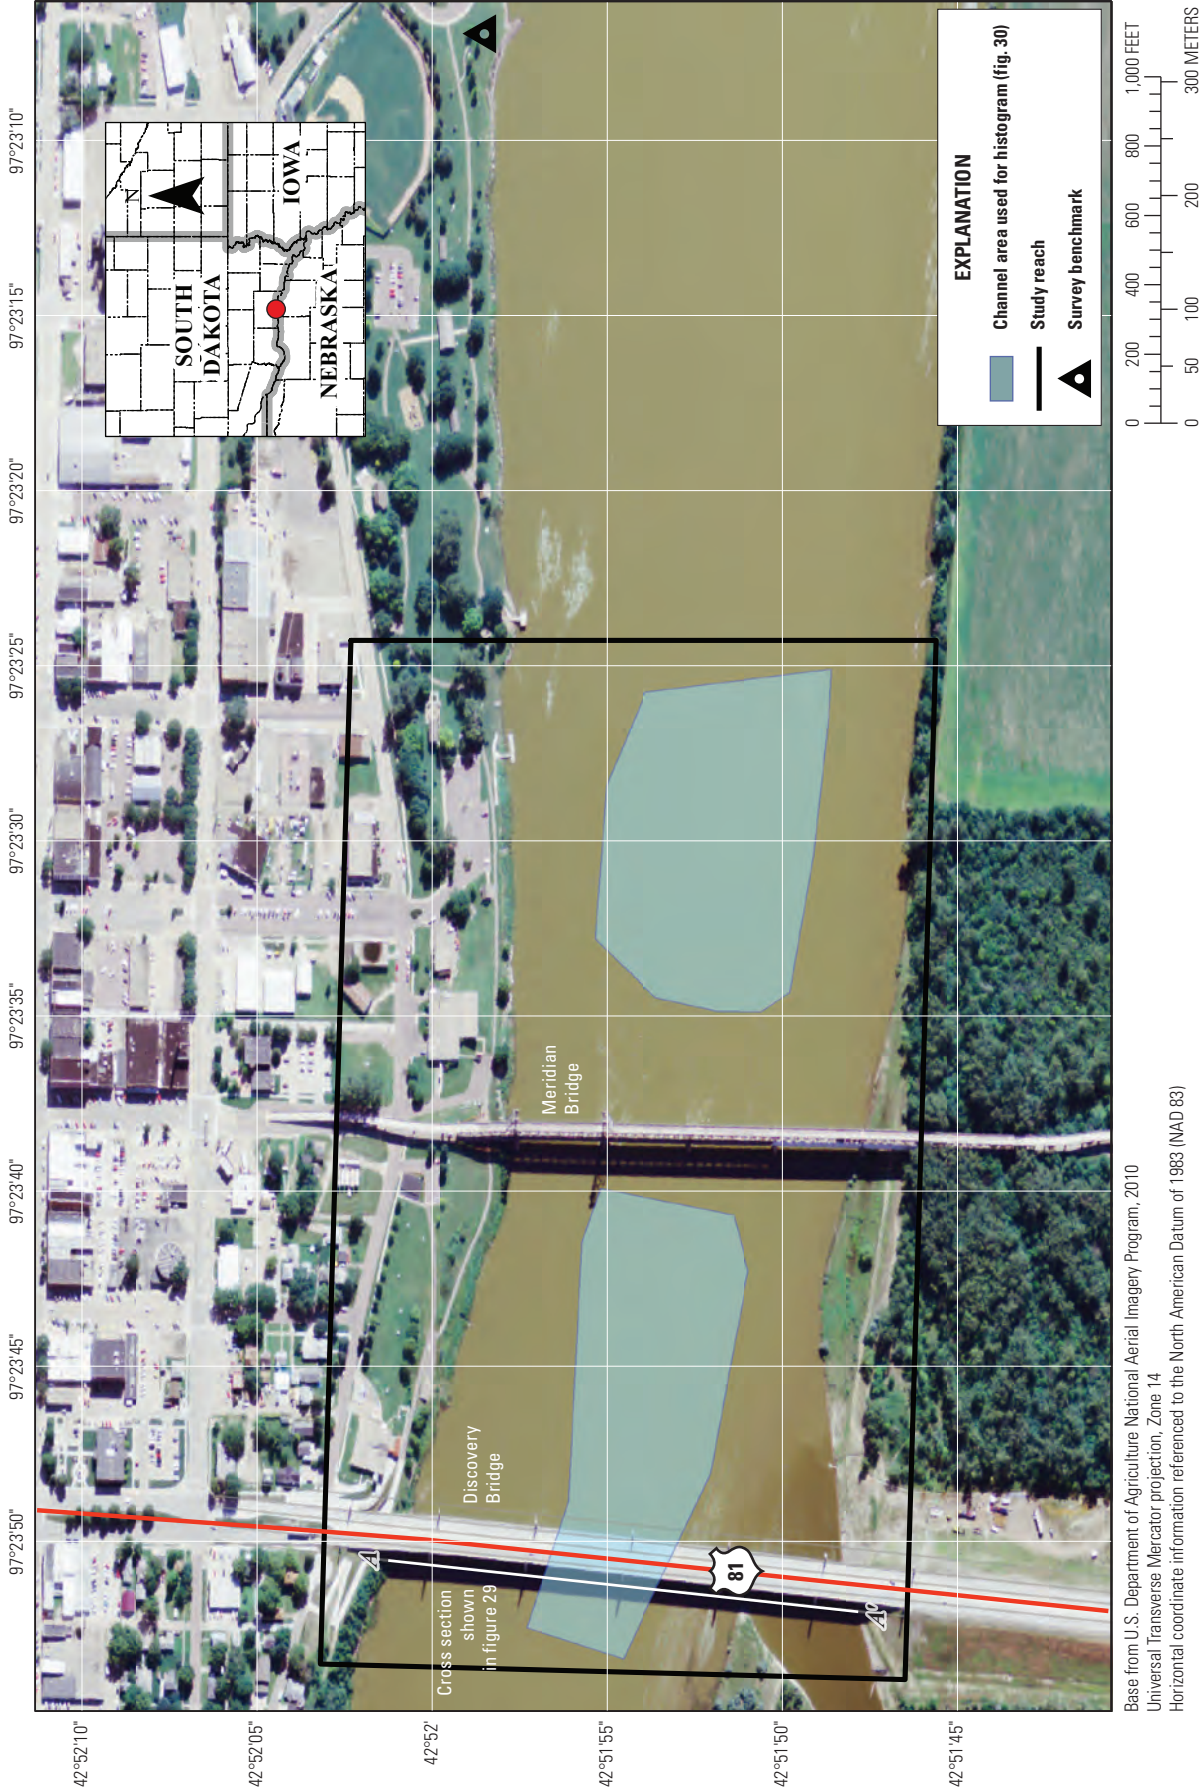 97°23'50"
97°23'45"
97°23'40"
97°23'35"
97°23'30"
97°23'25"
97°23'20"
97°23'15"
97°23'10"
42°52'10"
42°52'05"
42°52'
42°51'55"
42°51'50"
42°51'45"
SOUTH
DAKOTA
NEBRASKA
IOWA
N
Cross section
shown
in figure 29
A
A'
Discovery
Bridge
81
Meridian
Bridge
EXPLANATION
Channel area used for histogram (fig. 30)
Study reach
Survey benchmark
Base from U.S. Department of Agriculture National Aerial Imagery Program, 2010
Universal Transverse Mercator projection, Zone 14
Horizontal coordinate information referenced to the North American Datum of 1983 (NAD 83)
0 200 400 600 800 1,000 FEET
0 50 100 200 300 METERS